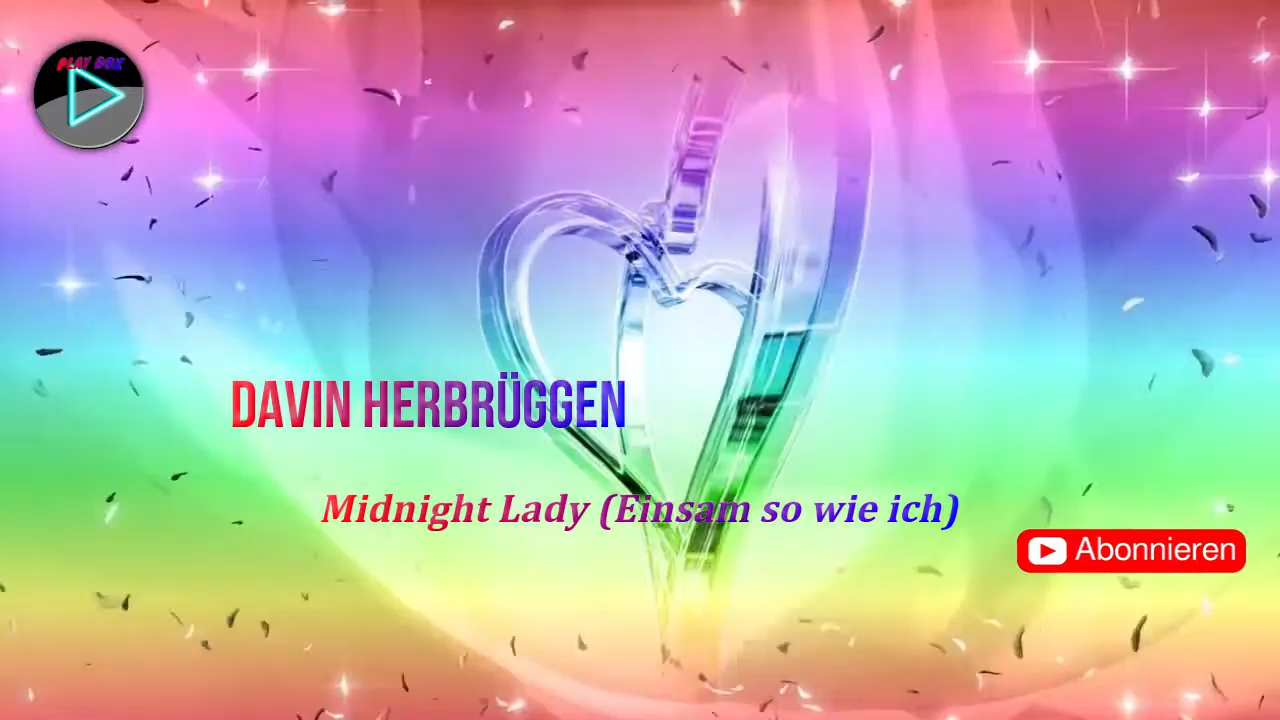 PLAY BOX
DAVIN HERBRÜGGEN
Midnight Lady (Einsam so wie ich)
Abonnieren